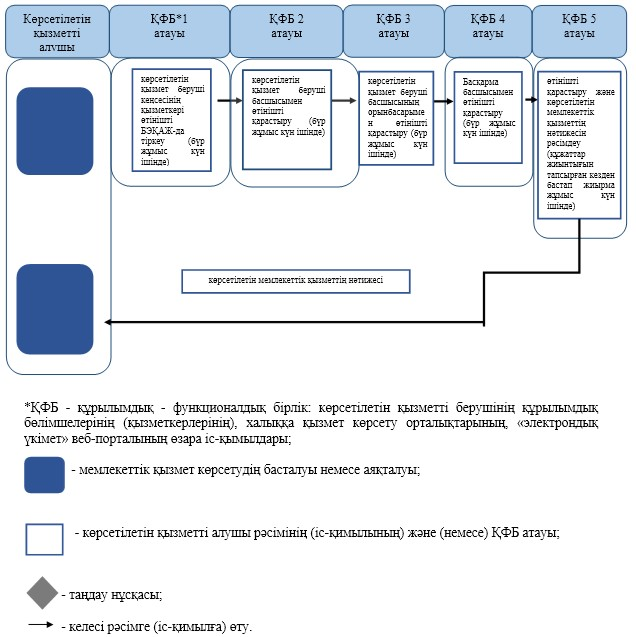 Көрсетілетін
қызметті
алушы
ҚФБ*1
атауы
ҚФБ 2
атауы
ҚФБ 3
атауы
ҚФБ 4
атауы
ҚФБ 5
атауы
көрсетілетін
қызмет беруші
кеңсесінің
қызметкері
өтінішті
БЭҚАЖ-да
тіркеу (бүр
жұмыс күн
ішінде)
көрсетілетін
қызмет беруші
басшысымен
өтінішті
қарастыру (бүр
жұмыс күн ішінде)
көрсетілетін
қызмет беруші
басшысының
орынбасарыме
н өтінішті
қарастыру (бүр
жұмыс күн
ішінде)
Басқарма
басшысымен
өтінішті
қарастыру
(бүр жұмыс
күн ішінде)
өтінішті
қарастыру және
көрсетілетін
мемлекеттік
қызметтің
нәтижесін
рәсімдеу
(құжаттар
жиынтығын
тапсырған кезден
бастап жиырма
жұмыс күн
ішінде)
көрсетілетін мемлекеттік қызметтің нәтижесі
*ҚФБ - құрылымдық - функционалдық бірлік: көрсетілетін қызметті берушінің құрылымдық
бөлімшелерінің (қызметкерлерінің), халыққа қызмет көрсету орталықтарының, «электрондық
үкімет» веб-порталының өзара іс-қимылдары;
- мемлекеттік қызмет көрсетудің басталуы немесе аяқталуы;
- көрсетілетін қызметті алушы рәсімінің (іс-қимылының) және (немесе) ҚФБ атауы;
- таңдау нұсқасы;
- келесі рәсімге (іс-қимылға) өту.